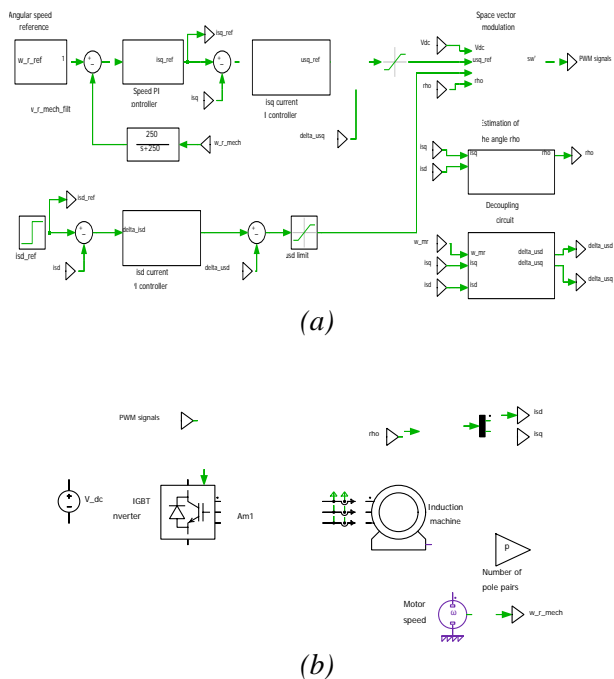 Angular speed
reference
w_r_ref
1
isq_ref
isq_ref
Speed PI
ontroller
isq
usq_ref
isq current
I controller
delta_usq
v_r_mech_filt
250
s+250
w_r_mech
Space vector
modulation
Vdc
Vdc
usq_ref
rho
rho
sw'
PWM signals
stimation of
he angle rho
isq
isq
isd
rho
rho
isd_ref
isd_ref
isd
delta_isd
isd current
I controller
delta_usd
usd limit
Decoupling
circuit
w_mr
w_mr
isq
isq
isd
isd
delta_usd
delta_usq
delta_usd
delta_usq
(a)
PWM signals
V_dc
IGBT
nverter
Am1
rho
isd
isq
Induction
machine
p
Number of
pole pairs
Motor
speed
ω
w_r_mech
(b)